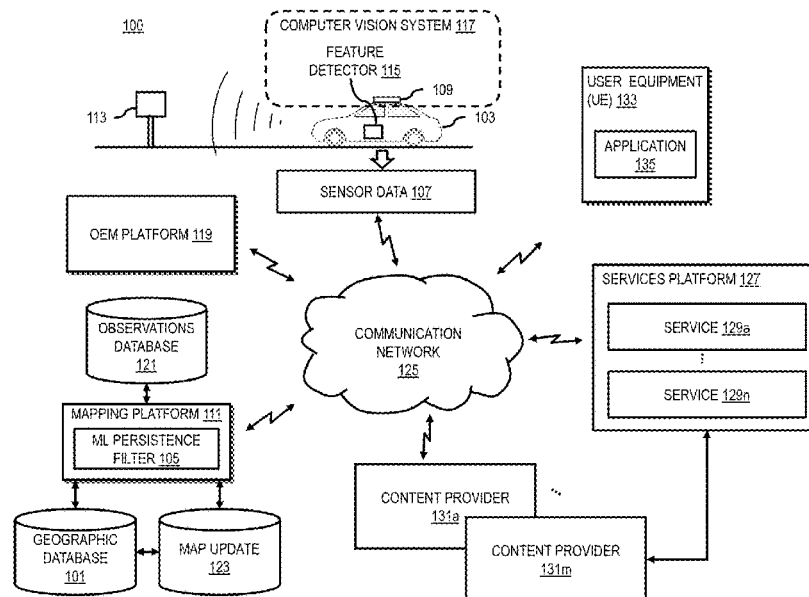 100
COMPUTER VISION SYSTEM 117
FEATURE
DETECTOR 115
109
113
103
USER EQUIPMENT
(UE) 133
APPLICATION
135
SENSOR DATA 107
OEM PLATFORM 119
SERVICES PLATFORM 127
SERVICE 129a
⋮
SERVICE 129n
OBSERVATIONS
DATABASE
121
COMMUNICATION
NETWORK
125
MAPPING PLATFORM 111
ML PERSISTENCE
FILTER 105
CONTENT PROVIDER
131a
...
CONTENT PROVIDER
131m
GEOGRAPHIC
DATABASE
101
MAP UPDATE
123